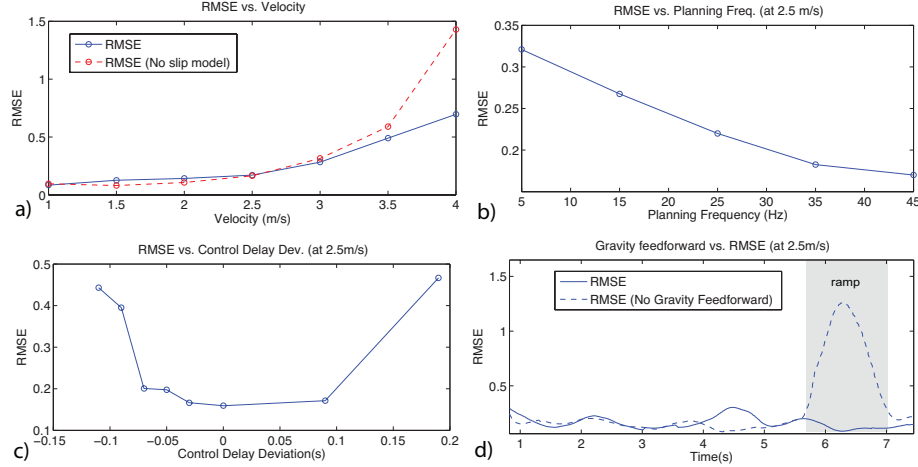 RMSE vs. Velocity
1.5
1
0.5
0
RMSE
RMSE
RMSE (No slip model)
1
1.5
2
2.5
3
3.5
4
Velocity (m/s)
a)
RMSE vs. Planning Freq. (at 2.5 m/s)
0.35
0.3
0.25
0.2
RMSE
5
10
15
20
25
30
35
40
45
Planning Frequency (Hz)
b)
RMSE vs. Control Delay Dev. (at 2.5m/s)
0.5
0.4
0.3
0.2
0.1
RMSE
−0.15
−0.1
−0.05
0
0.05
0.1
0.15
0.2
Control Delay Deviation(s)
c)
Gravity feedforward vs. RMSE (at 2.5m/s)
1.5
1
0.5
RMSE
RMSE
RMSE (No Gravity Feedforward)
ramp
1
2
3
4
5
6
7
Time(s)
d)